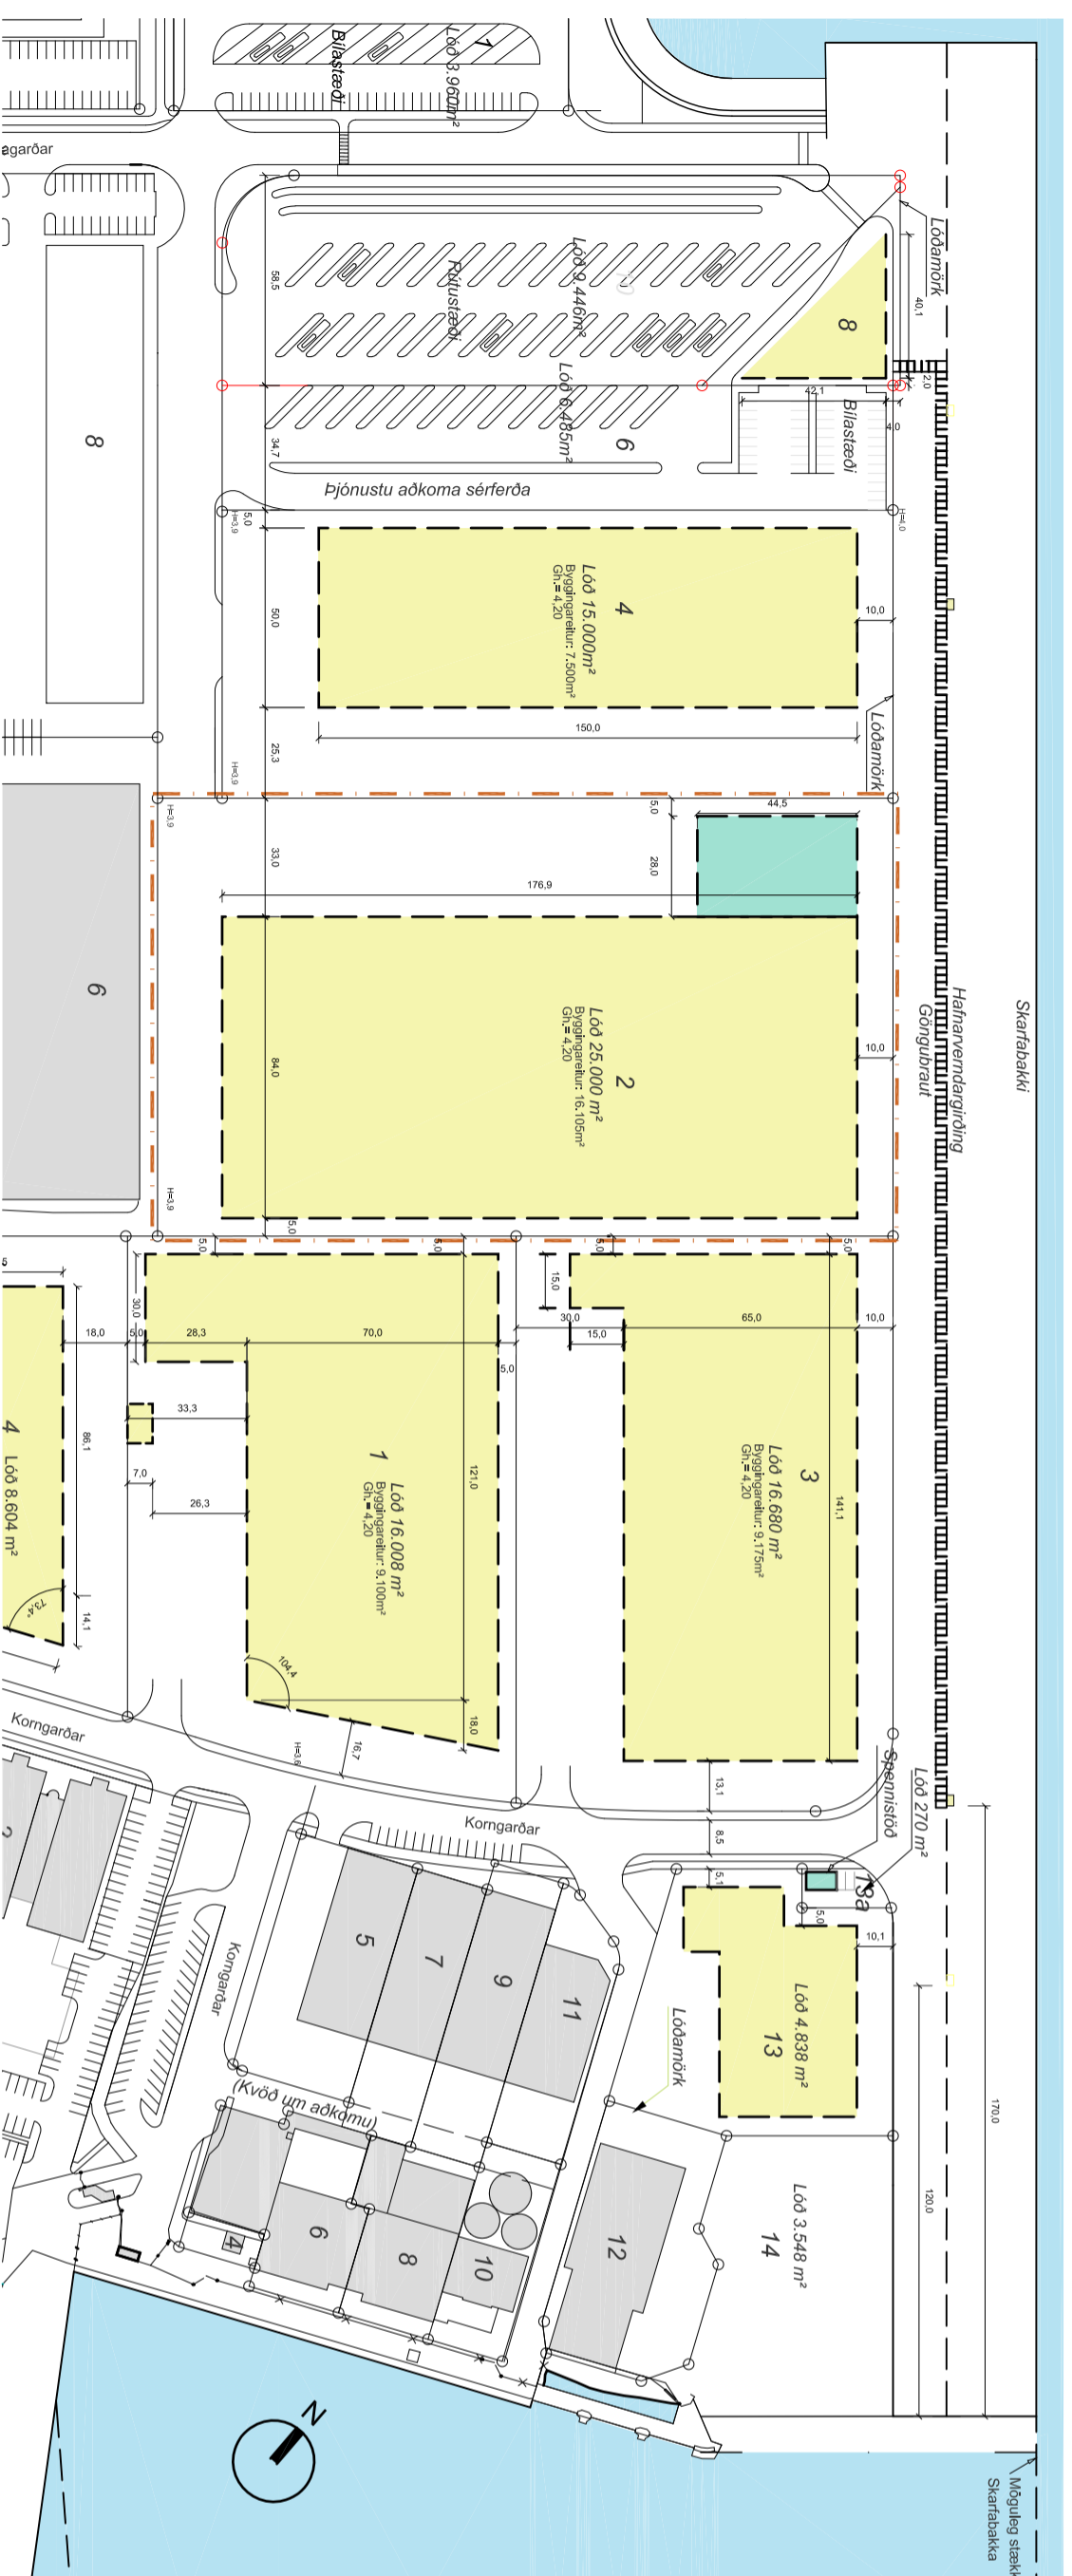 Lóð 3.960m²
1
Bílastæði
agarðar
Lóðamörk
40,1
8
2,0
58,5
Rútustæði
Lóð 9.446m²
10
Lóð 6.485m²
6
42,1
4,0
Bílastæði
34,7
Þjónustu aðkoma sérferða
8
H=3,9
5,0
H=4,0
50,0
4
Lóð 15.000m²
Byggingareitur: 7.500m²
Gh.= 4,20
10,0
150,0
Lóðamörk
25,3
H=3,9
H=3,9
5,0
44,5
33,0
28,0
176,9
6
84,0
2
Lóð 25.000 m²
Byggingareitur: 16.105m²
Gh.= 4,20
10,0
Göngubraut
Hafnarverndargirðing
Skarfabakki
H=3,9
5,0
5,0
5,0
5,0
5,0
30,0
15,0
18,0
5,0
28,3
70,0
5,0
30,0
15,0
65,0
10,0
33,3
7,0
26,3
86,1
14,1
73,4°
4
Lóð 8.604 m²
1
Lóð 16.008 m²
Byggingareitur: 9.100m²
Gh.= 4,20
121,0
104,4
18,0
16,7
H=3,6
3
Lóð 16.680 m²
Byggingareitur: 9.175m²
Gh.= 4,20
141,1
13,1
8,5
5,1
Korngarðar
Korngarðar
Korngarðar
Spennistöð
Lóð 270 m²
13a
5,0
10,1
Lóð 4.838 m²
13
Lóðamörk
5
7
9
11
(Kvöð um aðkomu)
4
6
8
10
12
Lóð 3.548 m²
14
170,0
120,0
N
Möguleg stækk
Skarfabakka